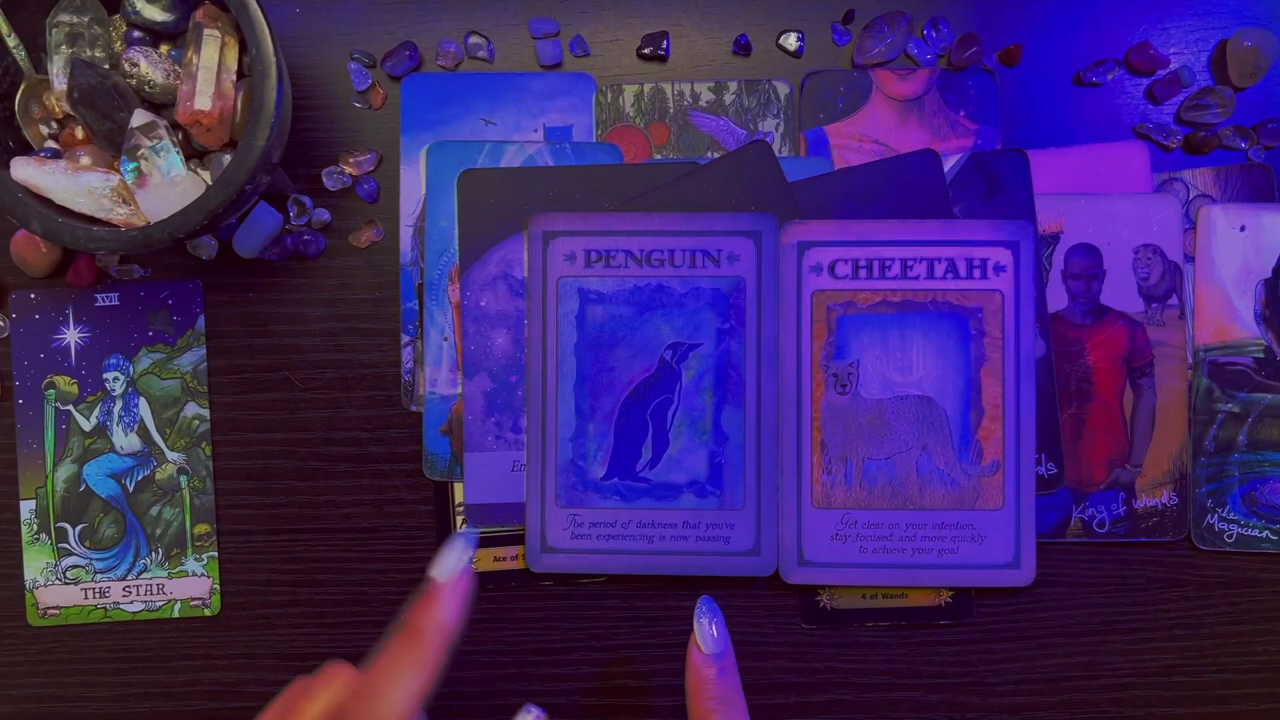 XVII
THE STAR.
PENGUIN
The period of darkness that you've
been experiencing is now passing
CHEETAH
Get clear on your intention,
stay focused, and move quickly
to achieve your goal
Ace of
4 of Wands
King of Wands
the
Magician